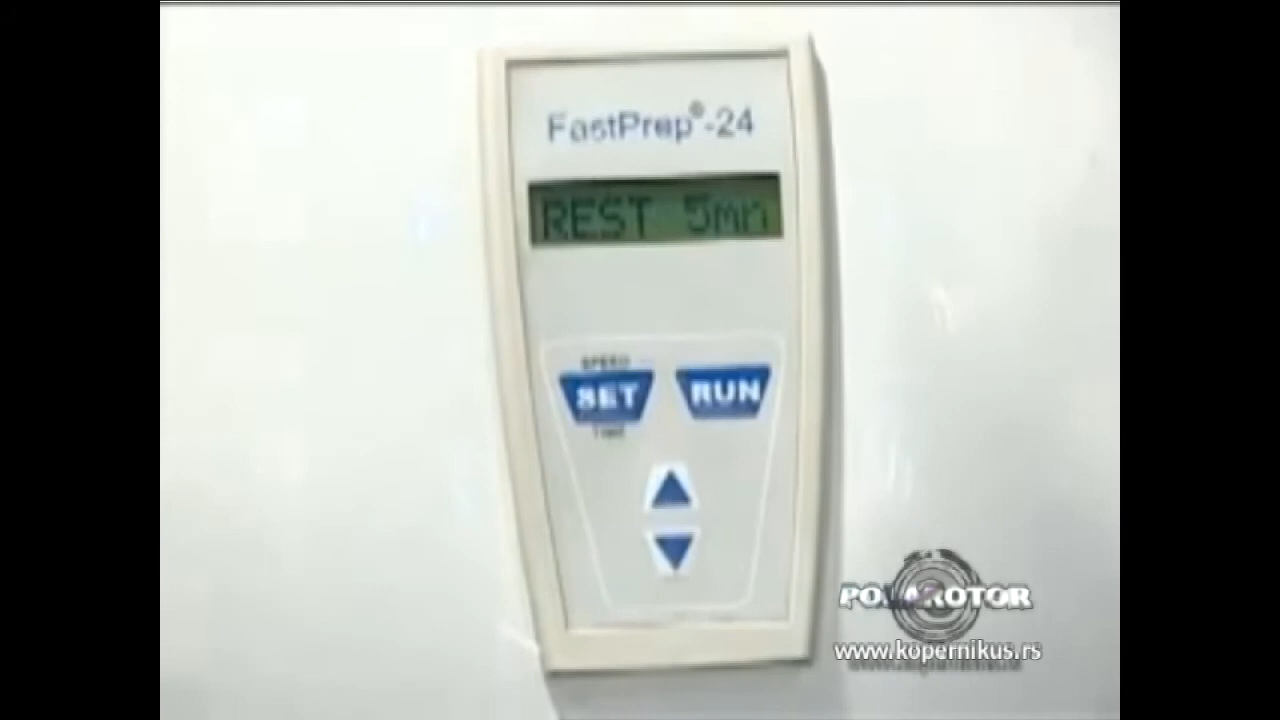 FastPrep®-24
REST 5mn
SPEED
SET
RUN
TIME
POLAROTOR
www.kopernikus.rs